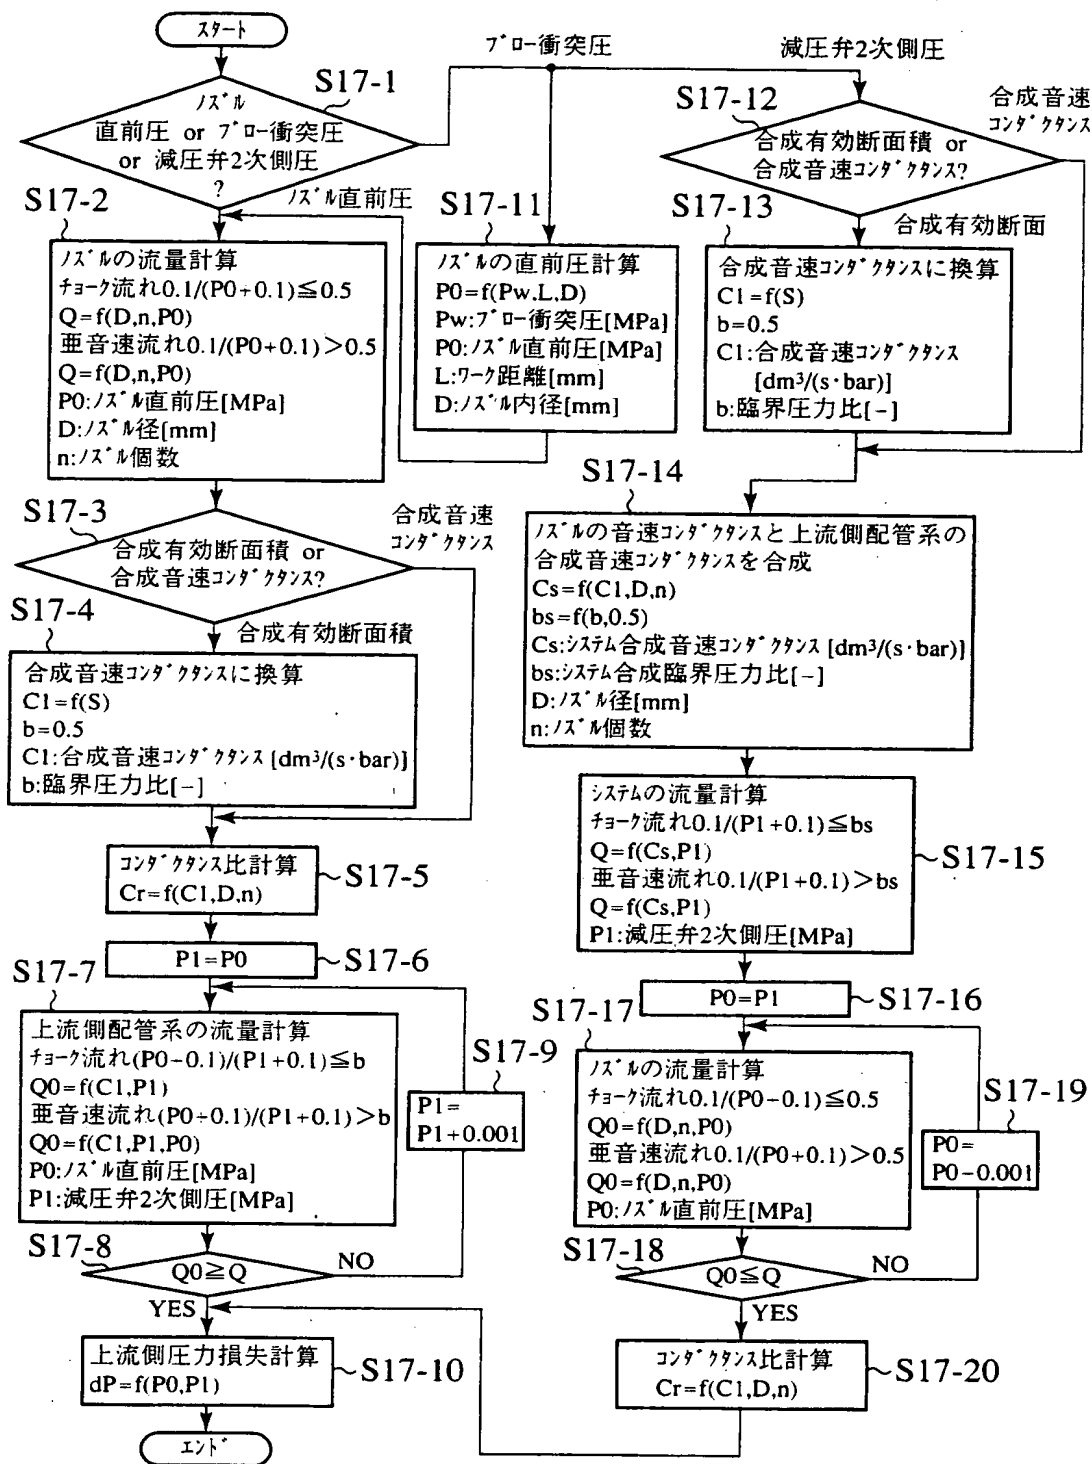 スタート
S17-1
ノズル
直前圧 or ブロー衝突圧
or 減圧弁2次側圧
?
ブロー衝突圧
減圧弁2次側圧
ノズル直前圧
S17-2
ノズルの流量計算
チョーク流れ0.1/(P0+0.1)≦0.5
Q=f(D,n,P0)
亜音速流れ0.1/(P0+0.1)>0.5
Q=f(D,n,P0)
P0:ノズル直前圧[MPa]
D:ノズル径[mm]
n:ノズル個数
S17-11
ノズルの直前圧計算
P0=f(Pw,L,D)
Pw:ブロー衝突圧[MPa]
P0:ノズル直前圧[MPa]
L:ワーク距離[mm]
D:ノズル内径[mm]
S17-12
合成有効断面積 or
合成音速コンダクタンス?
合成音速
コンダクタンス
合成有効断面
S17-13
合成音速コンダクタンスに換算
C1=f(S)
b=0.5
C1:合成音速コンダクタンス
[dm³/(s·bar)]
b:臨界圧力比[-]
S17-3
合成有効断面積 or
合成音速コンダクタンス?
合成音速
コンダクタンス
合成有効断面積
S17-4
合成音速コンダクタンスに換算
C1=f(S)
b=0.5
C1:合成音速コンダクタンス[dm³/(s·bar)]
b:臨界圧力比[-]
コンダクタンス比計算
Cr=f(C1,D,n)
S17-5
P1=P0
S17-6
S17-7
上流側配管系の流量計算
チョーク流れ(P0-0.1)/(P1+0.1)≦b
Q0=f(C1,P1)
亜音速流れ(P0+0.1)/(P1+0.1)>b
Q0=f(C1,P1,P0)
P0:ノズル直前圧[MPa]
P1:減圧弁2次側圧[MPa]
S17-9
P1=
P1+0.001
S17-8
Q0≧Q
NO
YES
上流側圧力損失計算
dP=f(P0,P1)
S17-10
エンド
S17-14
ノズルの音速コンダクタンスと上流側配管系の
合成音速コンダクタンスを合成
Cs=f(C1,D,n)
bs=f(b,0.5)
Cs:システム合成音速コンダクタンス[dm³/(s·bar)]
bs:システム合成臨界圧力比[-]
D:ノズル径[mm]
n:ノズル個数
システムの流量計算
チョーク流れ0.1/(P1+0.1)≦bs
Q=f(Cs,P1)
亜音速流れ0.1/(P1+0.1)>bs
Q=f(Cs,P1)
P1:減圧弁2次側圧[MPa]
S17-15
P0=P1
S17-16
S17-17
ノズルの流量計算
チョーク流れ0.1/(P0-0.1)≦0.5
Q0=f(D,n,P0)
亜音速流れ0.1/(P0+0.1)>0.5
Q0=f(D,n,P0)
P0:ノズル直前圧[MPa]
S17-19
P0=
P0-0.001
S17-18
Q0≦Q
NO
YES
コンダクタンス比計算
Cr=f(C1,D,n)
S17-20